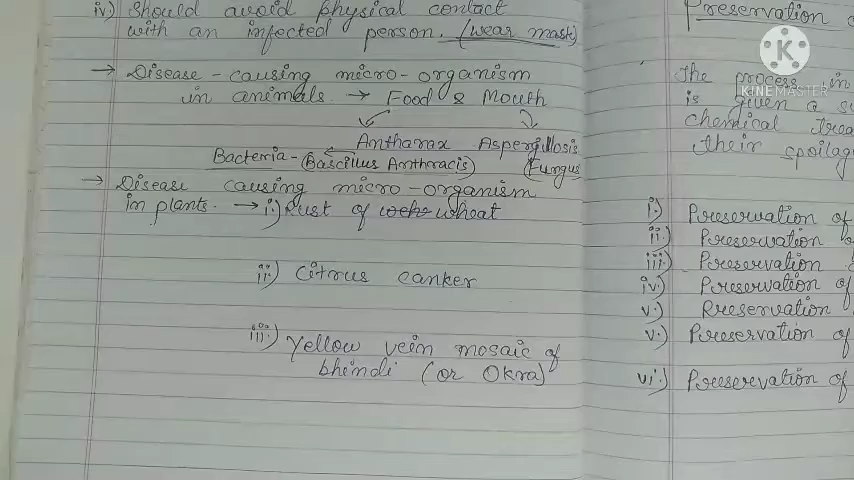 iv) Should avoid physical contact
with an infected person. (wear mask)
→ Disease-causing micro-organism
in animals. → Food & Mouth
Antharax Aspergillosis
Bacteria - (Bascillus Antharacis) (Fungus
→ Disease causing micro-organism
in plants. → i.) Rust of wheat
ii.) Citrus canker
iii.) Yellow vein mosaic of
bhindi (or Okra)
Preservation
The process in
is given a
chemical trea
their spoilag
i.) Preservation of
ii.) Preservation
iii.) Preservation
iv.) Preservation of
v.) Rreservation
v.) Preservation of
vi.) Preservation of
K
KINEMASTER